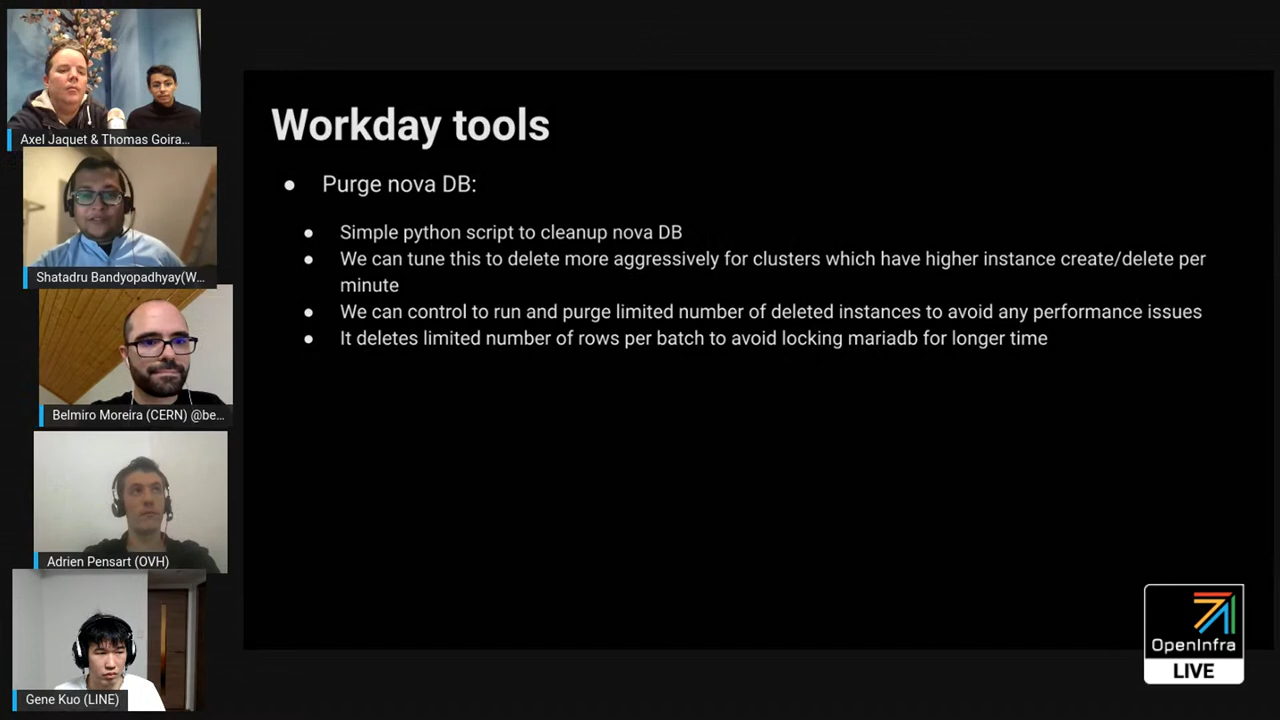 Axel Jaquet & Thomas Goira...
Shatadru Bandyopadhyay(W...
Belmiro Moreira (CERN) @be...
Adrien Pensart (OVH)
Gene Kuo (LINE)
Workday tools
● Purge nova DB:
● Simple python script to cleanup nova DB
● We can tune this to delete more aggressively for clusters which have higher instance create/delete per
minute
● We can control to run and purge limited number of deleted instances to avoid any performance issues
● It deletes limited number of rows per batch to avoid locking mariadb for longer time
OpenInfra
LIVE